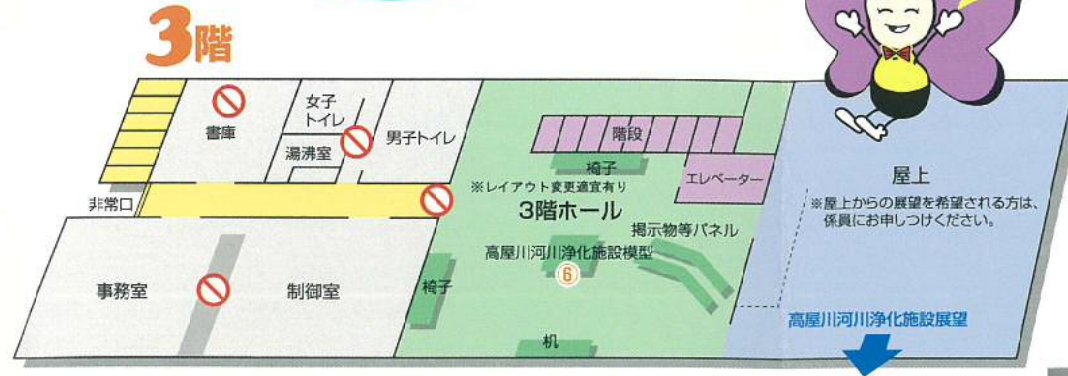 3階
書庫
女子
トイレ
湯沸室
男子トイレ
階段
椅子
エレベーター
屋上
※屋上からの展望を希望される方は、
係員にお申しつけください。
非常口
※レイアウト変更適宜有り
3階ホール
掲示物等パネル
高屋川河川浄化施設模型
⑥
事務室
制御室
椅子
机
高屋川河川浄化施設展望